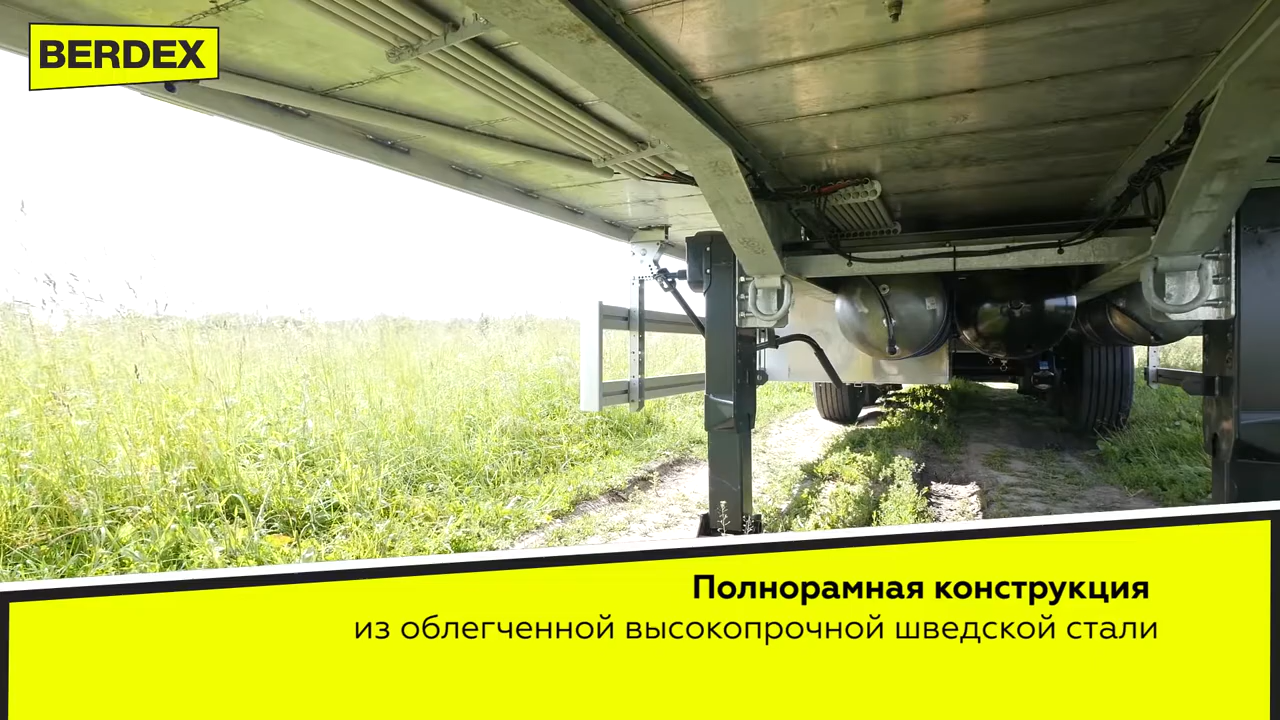 BERDEX
Полнорамная конструкция
из облегченной высокопрочной шведской стали